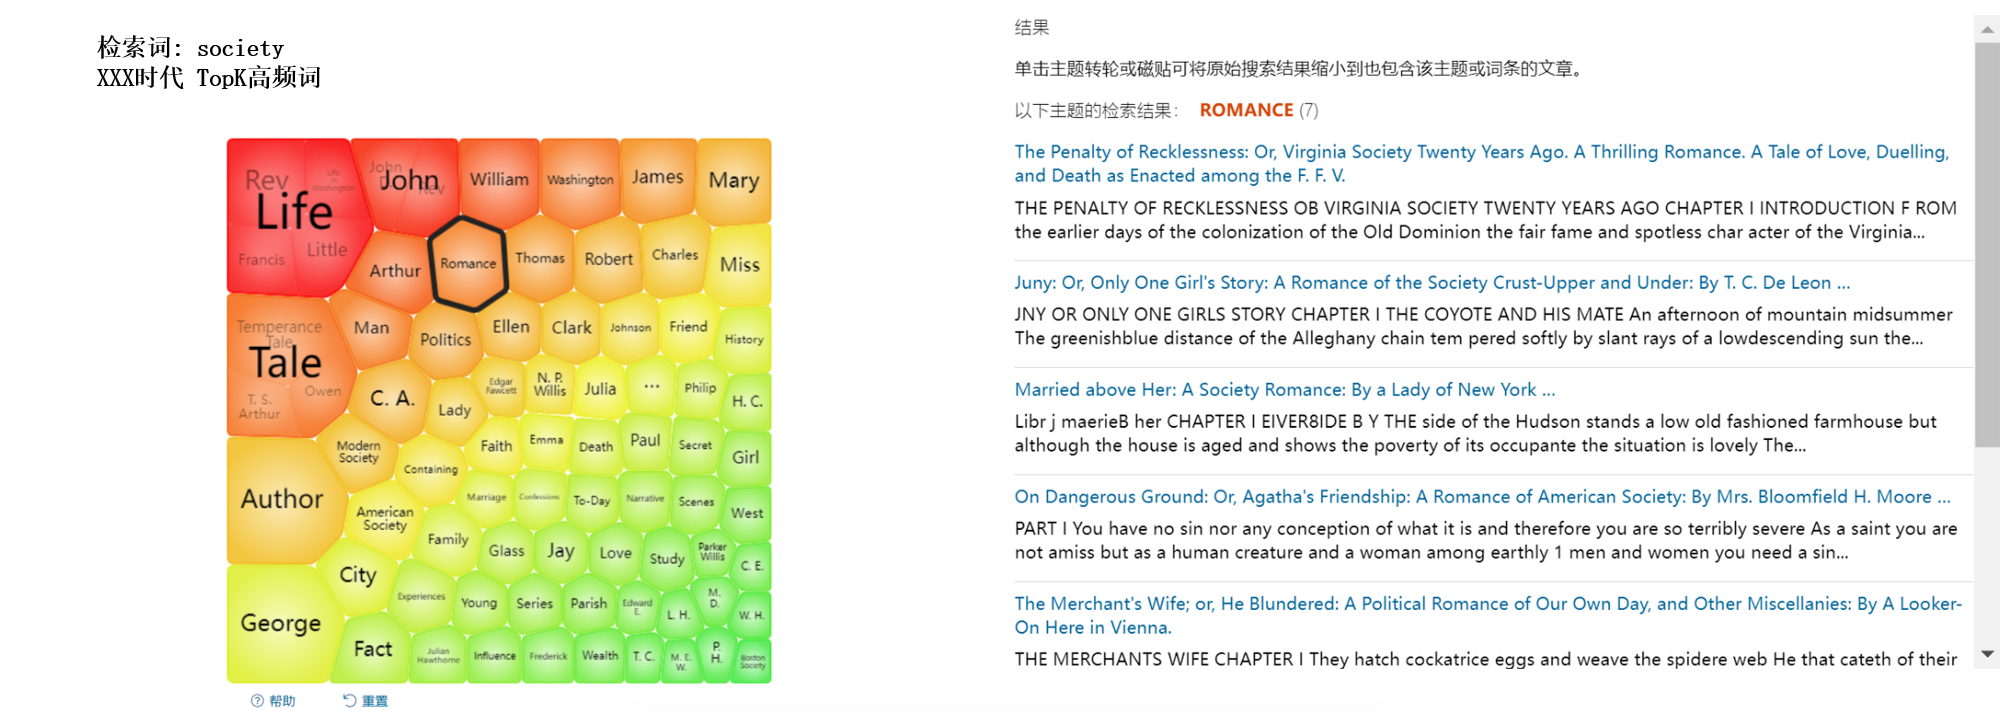 检索词: society
XXX时代 TopK高频词
Rev
Life in Washington
Life
Francis
Little
John D
John
Rev
William
Washington
James
Mary
Arthur
Romance
Thomas
Robert
Charles
Miss
Temperance
Tale
Tale
T. S.
Arthur
Owen
Man
Politics
Ellen
Clark
Johnson
Friend
History
C. A.
Lady
Edgar
Fawcett
N. P.
Willis
Julia
...
Philip
H. C.
Modern
Society
Containing
Faith
Emma
Death
Paul
Secret
Girl
Author
American
Society
Family
Marriage
Confessions
To-Day
Narrative
Scenes
West
City
Glass
Jay
Love
Study
Parker
Willis
C. E.
George
Experiences
Young
Series
Parish
Edward
E.
L. H.
M.
D.
W. H.
Fact
Julian
Hawthorne
Influence
Frederick
Wealth
T. C.
M. E.
W.
P.
H.
Boston
Society
帮助
重置
结果
单击主题转轮或磁贴可将原始搜索结果缩小到也包含该主题或词条的文章。
以下主题的检索结果: ROMANCE (7)
The Penalty of Recklessness: Or, Virginia Society Twenty Years Ago. A Thrilling Romance. A Tale of Love, Duelling,
and Death as Enacted among the F. F. V.
THE PENALTY OF RECKLESSNESS OB VIRGINIA SOCIETY TWENTY YEARS AGO CHAPTER I INTRODUCTION F ROM
the earlier days of the colonization of the Old Dominion the fair fame and spotless char acter of the Virginia...
Juny: Or, Only One Girl's Story: A Romance of the Society Crust-Upper and Under: By T. C. De Leon ...
JNY OR ONLY ONE GIRLS STORY CHAPTER I THE COYOTE AND HIS MATE An afternoon of mountain midsummer
The greenishblue distance of the Alleghany chain tem pered softly by slant rays of a lowdescending sun the...
Married above Her: A Society Romance: By a Lady of New York ...
Libr j maerieB her CHAPTER I EIVER8IDE B Y THE side of the Hudson stands a low old fashioned farmhouse but
although the house is aged and shows the poverty of its occupante the situation is lovely The...
On Dangerous Ground: Or, Agatha's Friendship: A Romance of American Society: By Mrs. Bloomfield H. Moore ...
PART I You have no sin nor any conception of what it is and therefore you are so terribly severe As a saint you are
not amiss but as a human creature and a woman among earthly 1 men and women you need a sin...
The Merchant's Wife; or, He Blundered: A Political Romance of Our Own Day, and Other Miscellanies: By A Looker-
On Here in Vienna.
THE MERCHANTS WIFE CHAPTER I They hatch cockatrice eggs and weave the spidere web He that cateth of their